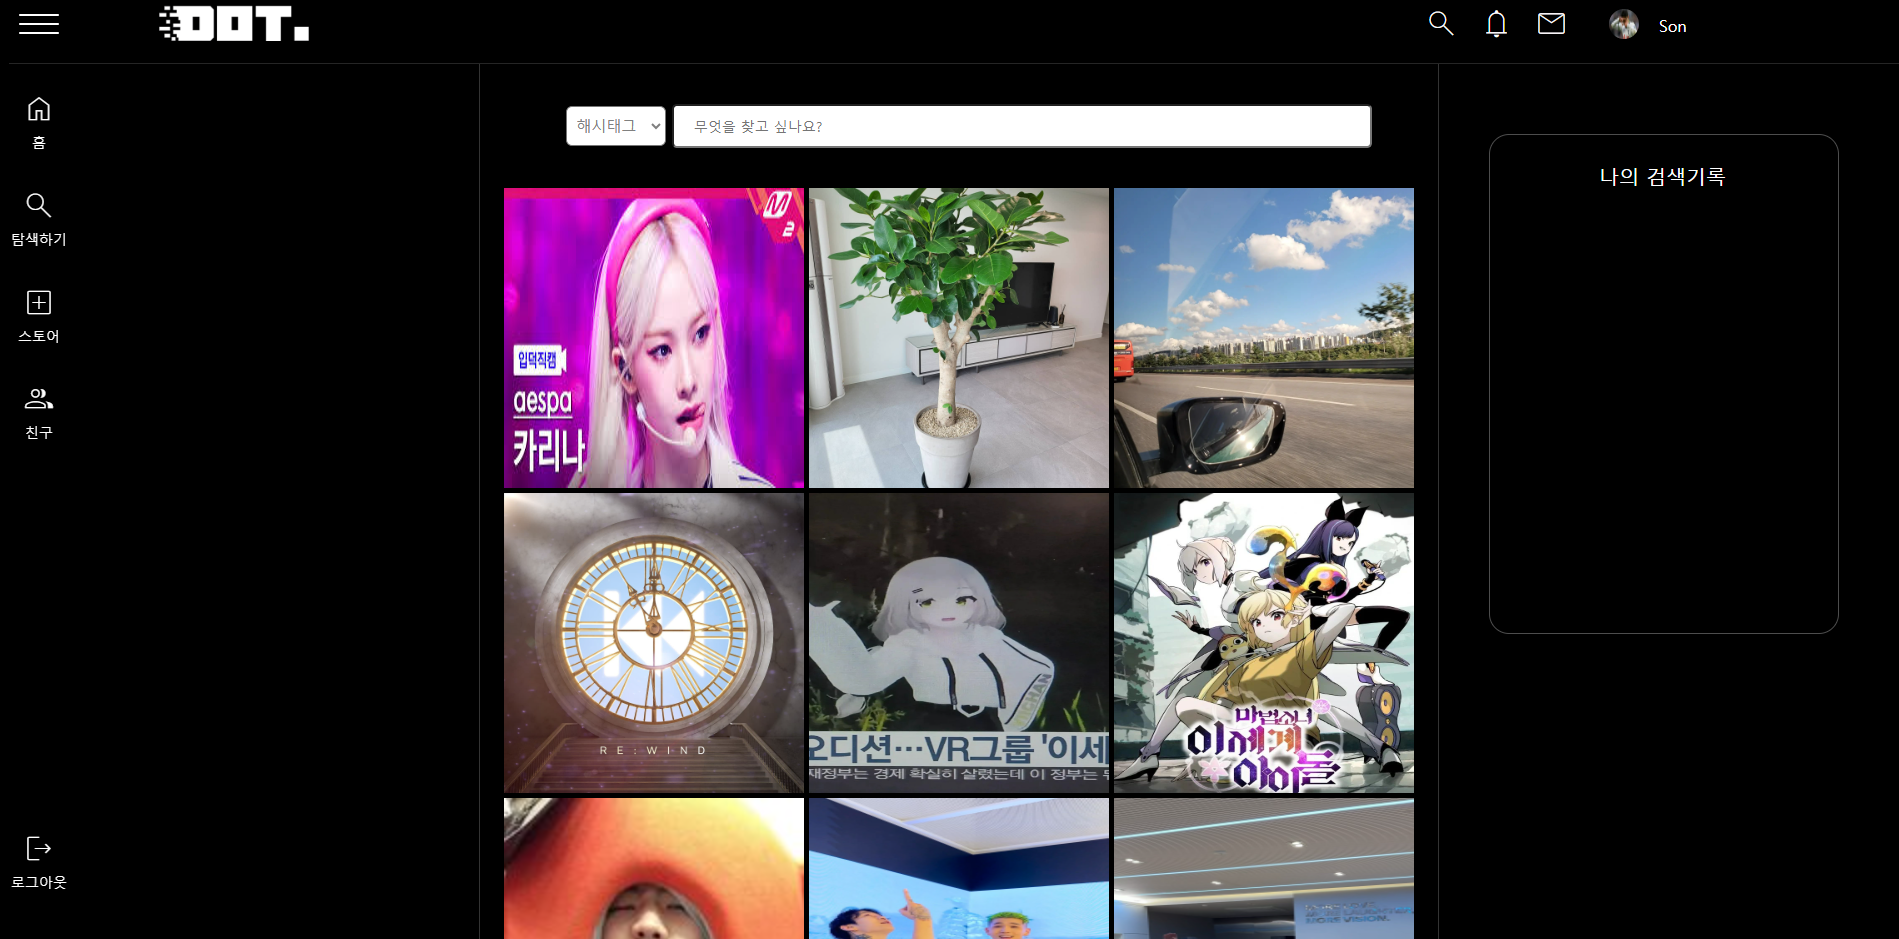 DOT.
Son
홈
탐색하기
스토어
친구
로그아웃
해시태그
무엇을 찾고 싶나요?
나의 검색기록
M
2
입덕직캠
aespa
카리나
RE:WIND
RICHAN
오디션…VR그룹 '이세
재정부는 경제 확실히 살렸는데 이 정부는
마법소녀
이세계
아이돌
MORE VISION.